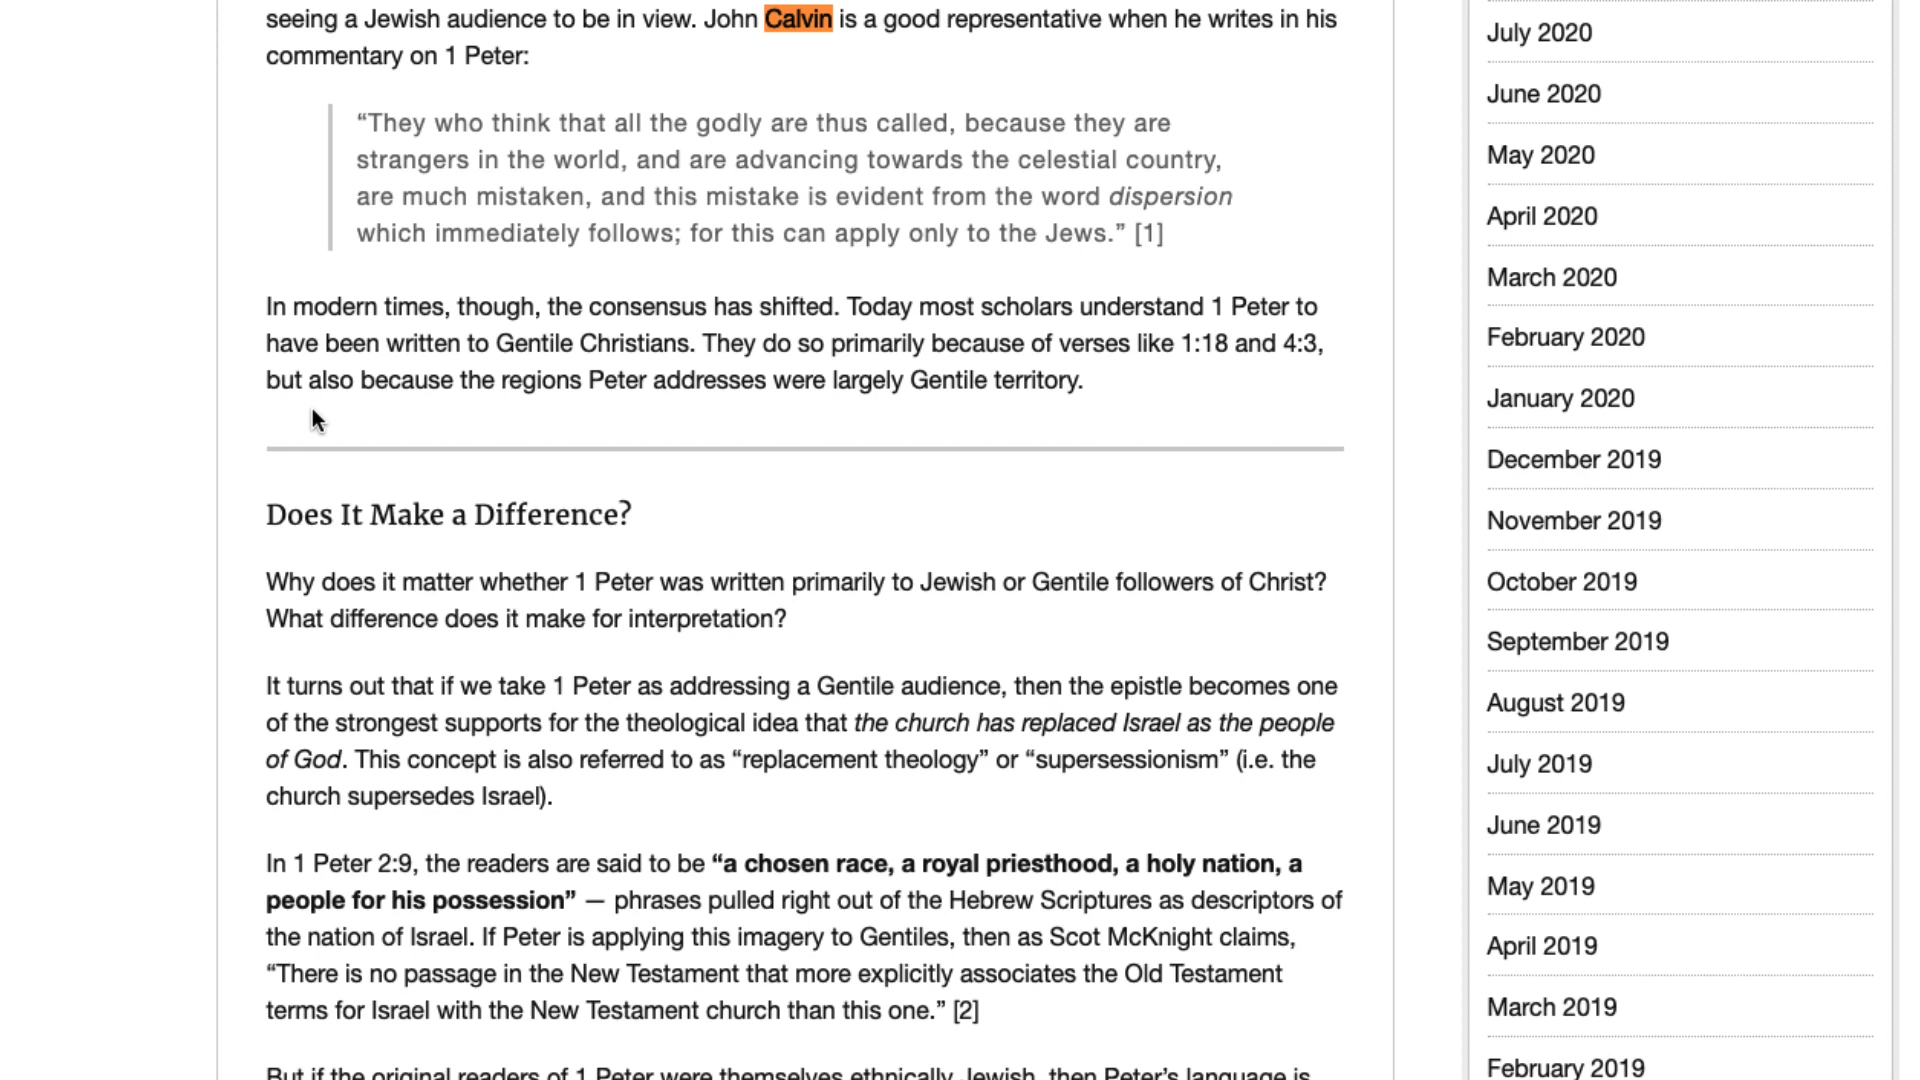 seeing a Jewish audience to be in view. John Calvin is a good representative when he writes in his
commentary on 1 Peter:
“They who think that all the godly are thus called, because they are
strangers in the world, and are advancing towards the celestial country,
are much mistaken, and this mistake is evident from the word dispersion
which immediately follows; for this can apply only to the Jews.” [1]
In modern times, though, the consensus has shifted. Today most scholars understand 1 Peter to
have been written to Gentile Christians. They do so primarily because of verses like 1:18 and 4:3,
but also because the regions Peter addresses were largely Gentile territory.
Does It Make a Difference?
Why does it matter whether 1 Peter was written primarily to Jewish or Gentile followers of Christ?
What difference does it make for interpretation?
It turns out that if we take 1 Peter as addressing a Gentile audience, then the epistle becomes one
of the strongest supports for the theological idea that the church has replaced Israel as the people
of God. This concept is also referred to as “replacement theology” or “supersessionism” (i.e. the
church supersedes Israel).
In 1 Peter 2:9, the readers are said to be “a chosen race, a royal priesthood, a holy nation, a
people for his possession” — phrases pulled right out of the Hebrew Scriptures as descriptors of
the nation of Israel. If Peter is applying this imagery to Gentiles, then as Scot McKnight claims,
“There is no passage in the New Testament that more explicitly associates the Old Testament
terms for Israel with the New Testament church than this one.” [2]
But if the original readers of 1 Peter were themselves ethnically Jewish, then Peter’s language is
July 2020
June 2020
May 2020
April 2020
March 2020
February 2020
January 2020
December 2019
November 2019
October 2019
September 2019
August 2019
July 2019
June 2019
May 2019
April 2019
March 2019
February 2019